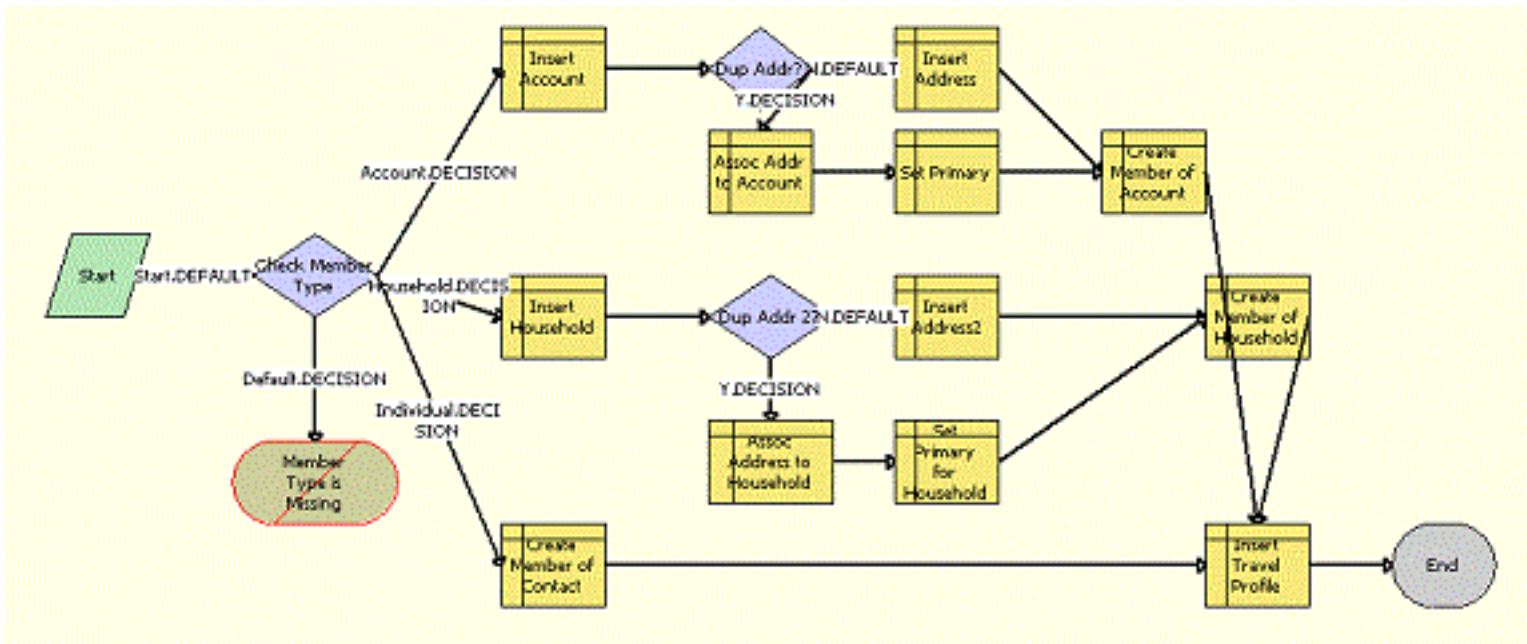 Insert
Account
Dup Addr?
N.DEFAULT
Insert
Address
Y.DECISION
Account.DECISION
Assoc Addr
to Account
Set Primary
Create
Member of
Account
Start
Start.DEFAULT
Check Member
Type
Household.DECIS
ION
Insert
Household
Dup Addr 2?
N.DEFAULT
Insert
Address2
Create
Member of
Household
Default.DECISION
Y.DECISION
Individual.DECI
SION
Member
Type is
Missing
Assoc
Address to
Household
Set
Primary
for
Household
Create
Member of
Contact
Insert
Travel
Profile
End